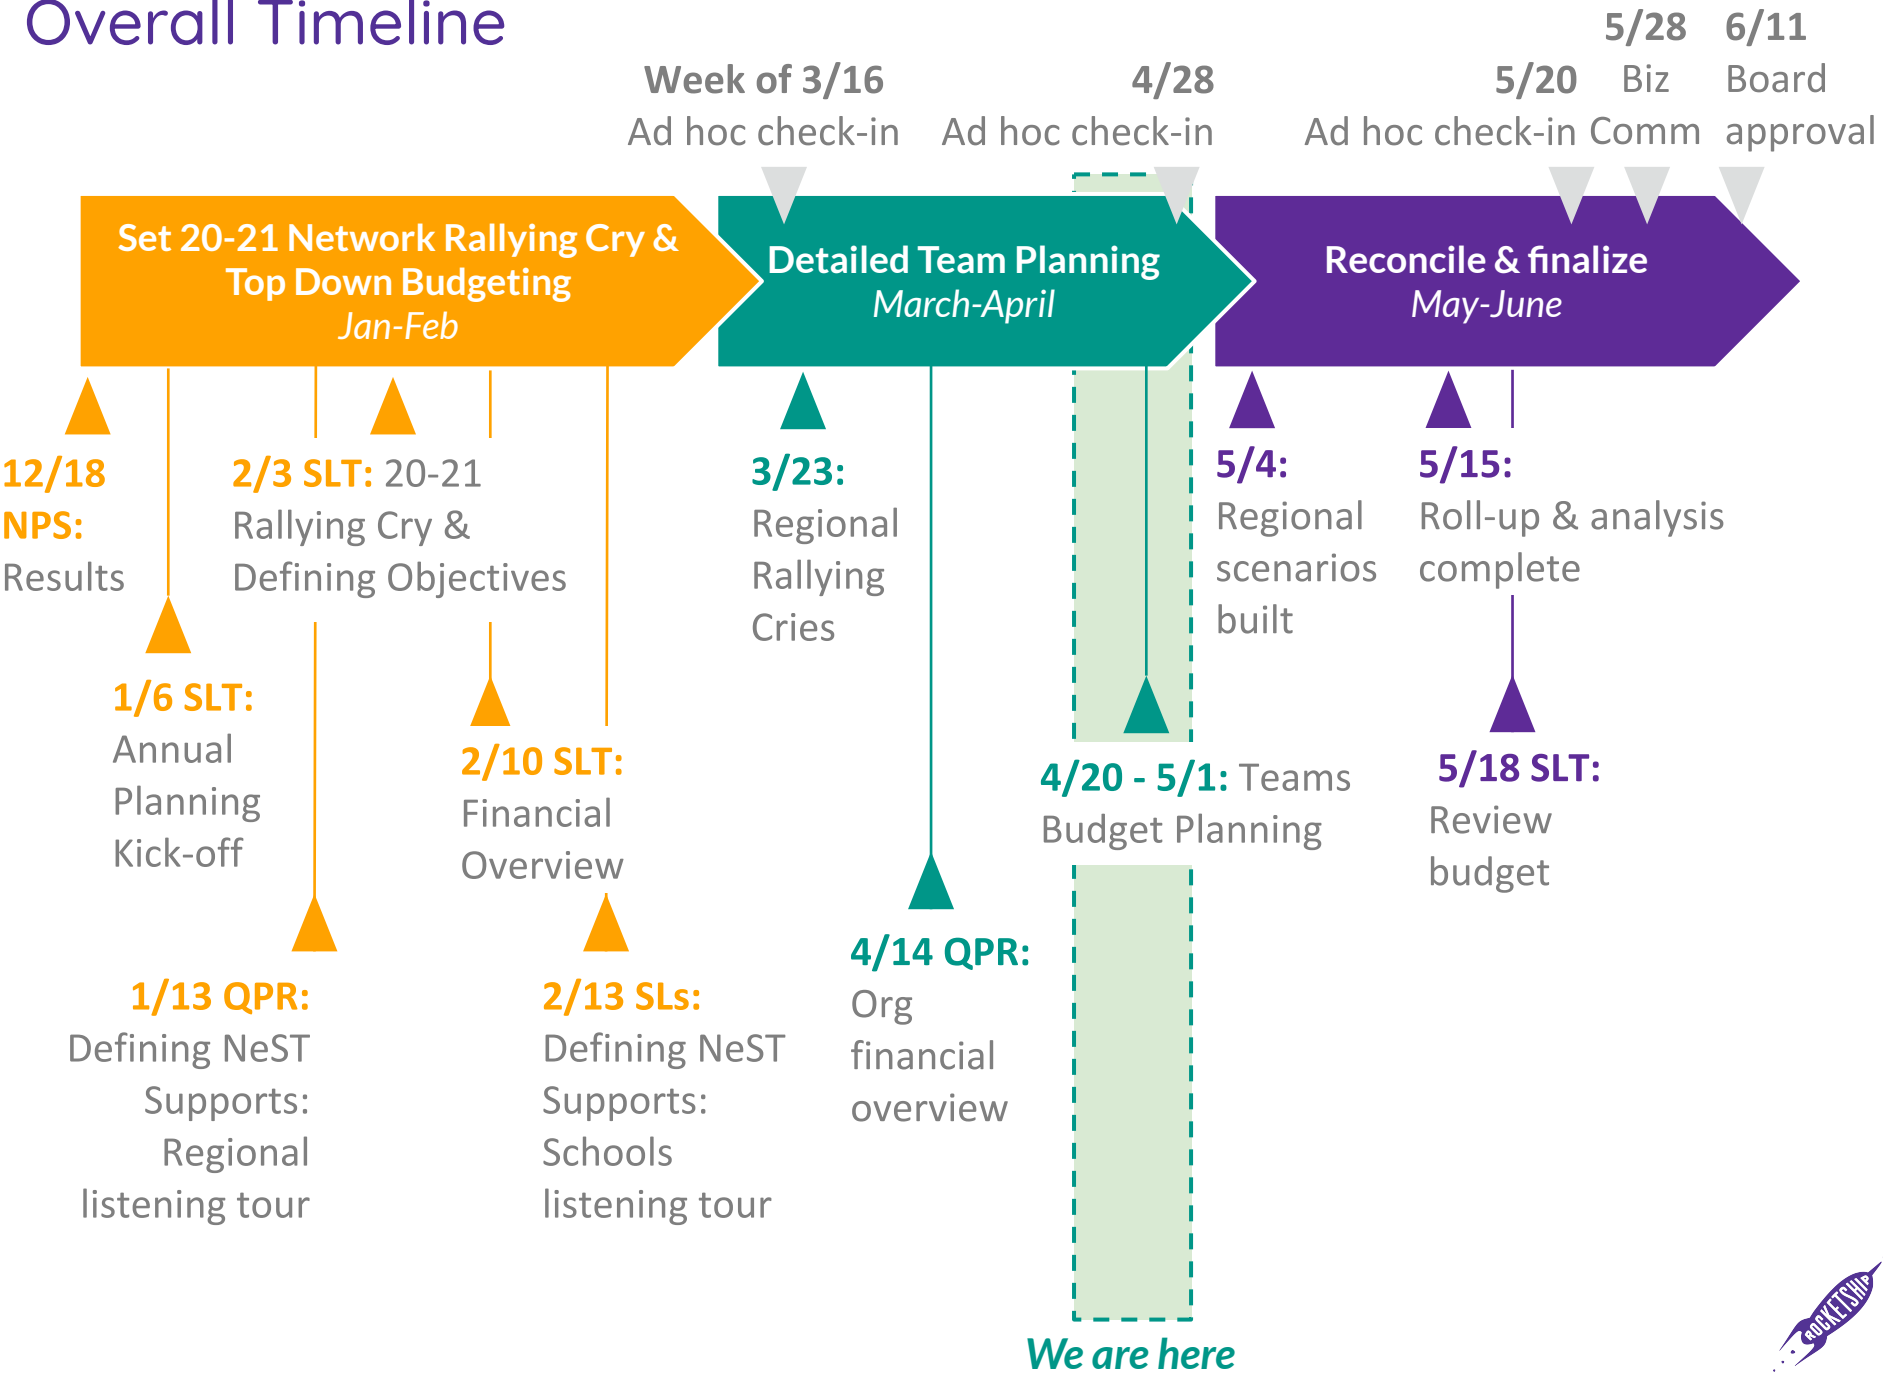 Overall Timeline
Week of 3/16
Ad hoc check-in
4/28
Ad hoc check-in
5/20
Ad hoc check-in
5/28
Biz
Comm
6/11
Board
approval
Set 20-21 Network Rallying Cry &
Top Down Budgeting
Jan-Feb
Detailed Team Planning
March-April
Reconcile & finalize
May-June
12/18
NPS:
Results
1/6 SLT:
Annual
Planning
Kick-off
1/13 QPR:
Defining NeST
Supports:
Regional
listening tour
2/3 SLT: 20-21
Rallying Cry &
Defining Objectives
2/10 SLT:
Financial
Overview
2/13 SLs:
Defining NeST
Supports:
Schools
listening tour
3/23:
Regional
Rallying
Cries
4/14 QPR:
Org
financial
overview
4/20 - 5/1: Teams
Budget Planning
5/4:
Regional
scenarios
built
5/15:
Roll-up & analysis
complete
5/18 SLT:
Review
budget
We are here
ROCKETSHIP